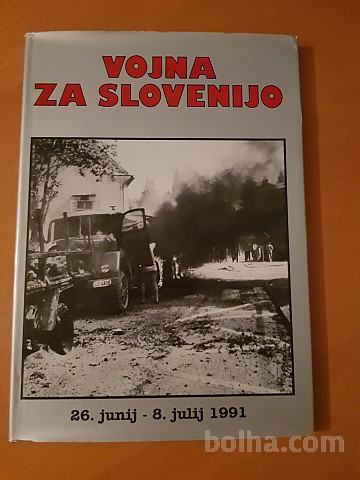 VOJNA
ZA SLOVENIJO
26. junij - 8. julij 1991
bolha.com